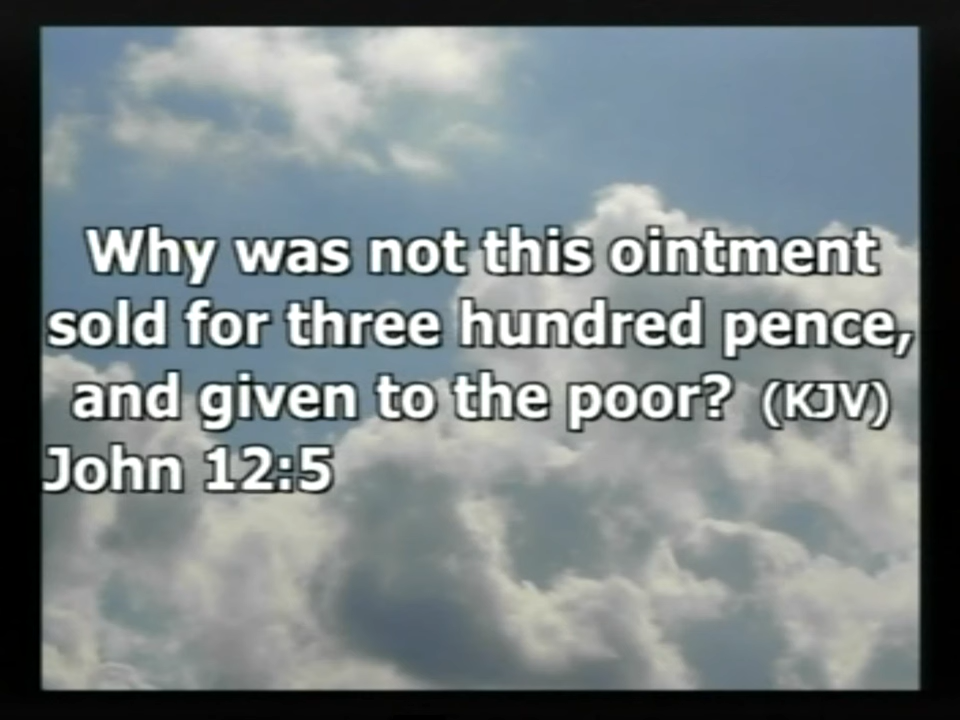 Why was not this ointment
sold for three hundred pence,
and given to the poor? (KJV)
John 12:5